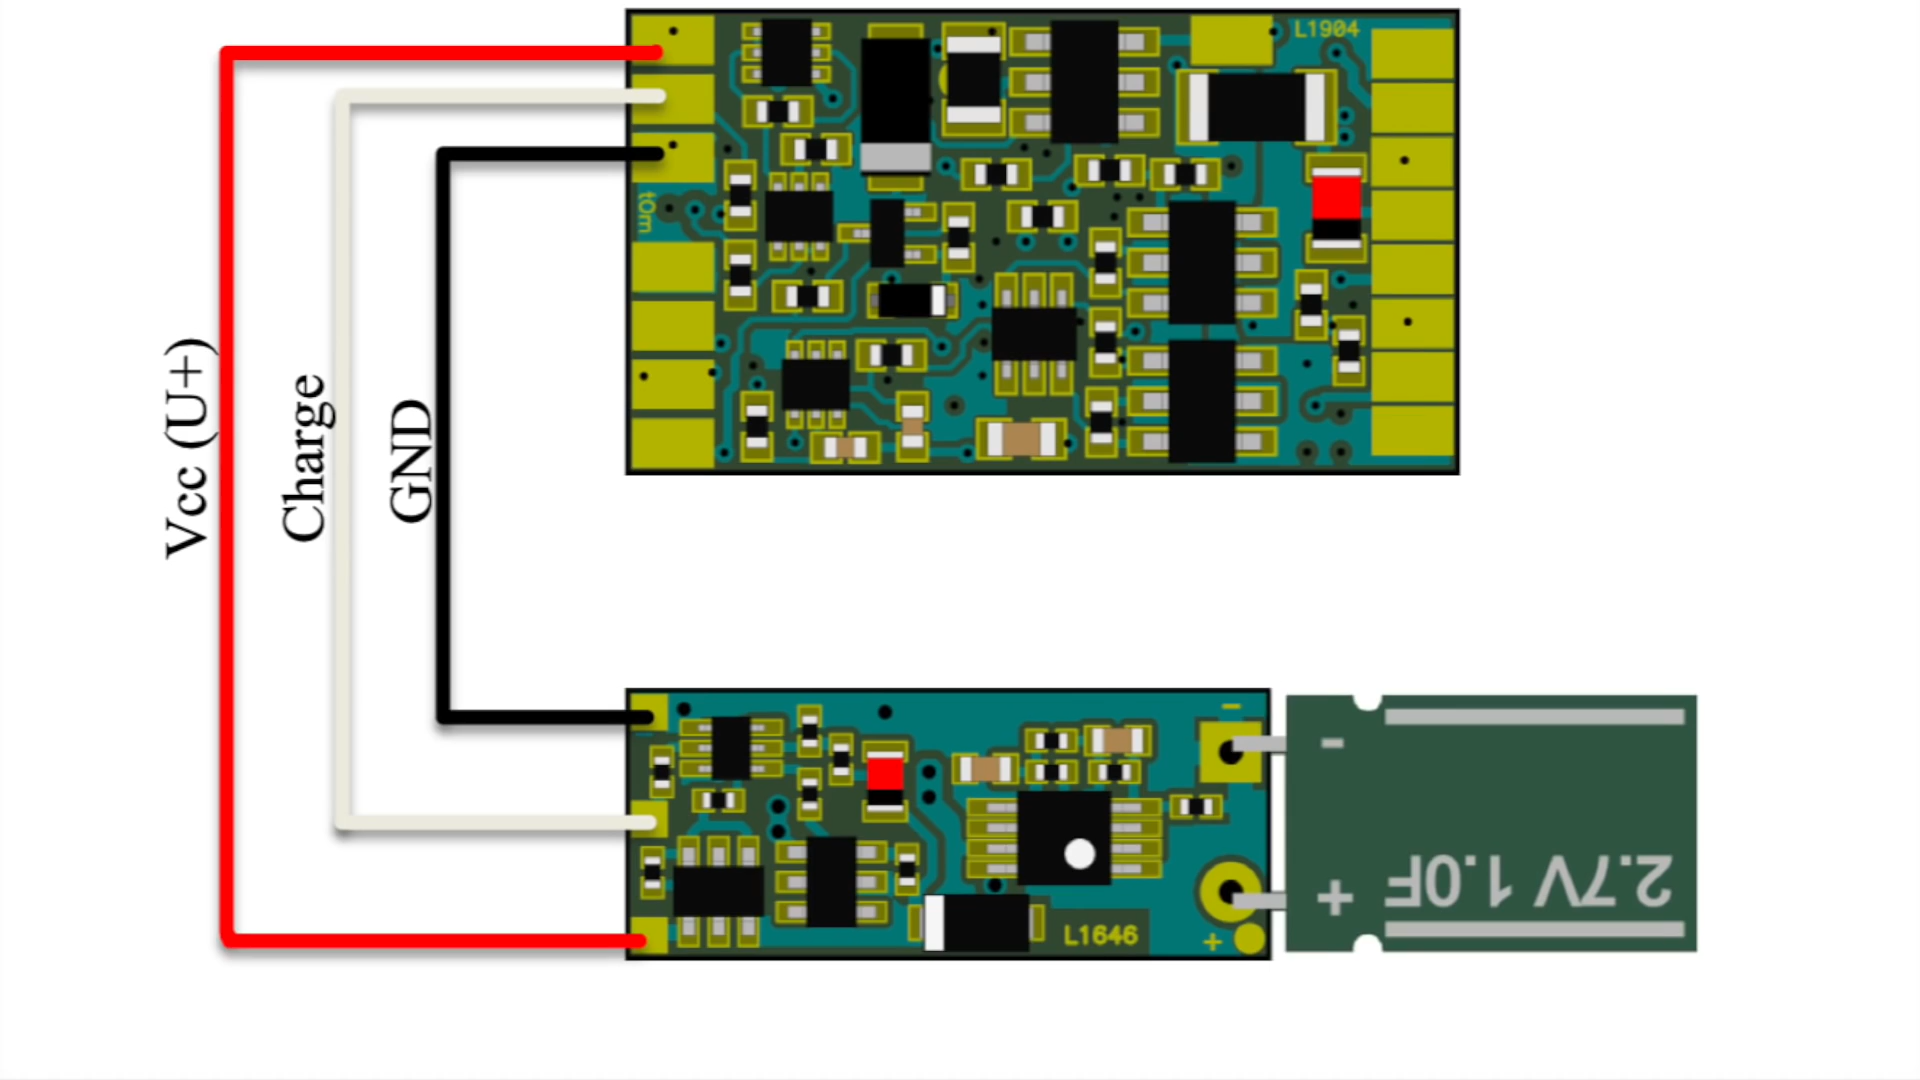 L1904
tOm
Vcc (U+)
Charge
GND
-
-
2.7V 1.0F
+
L1646
+